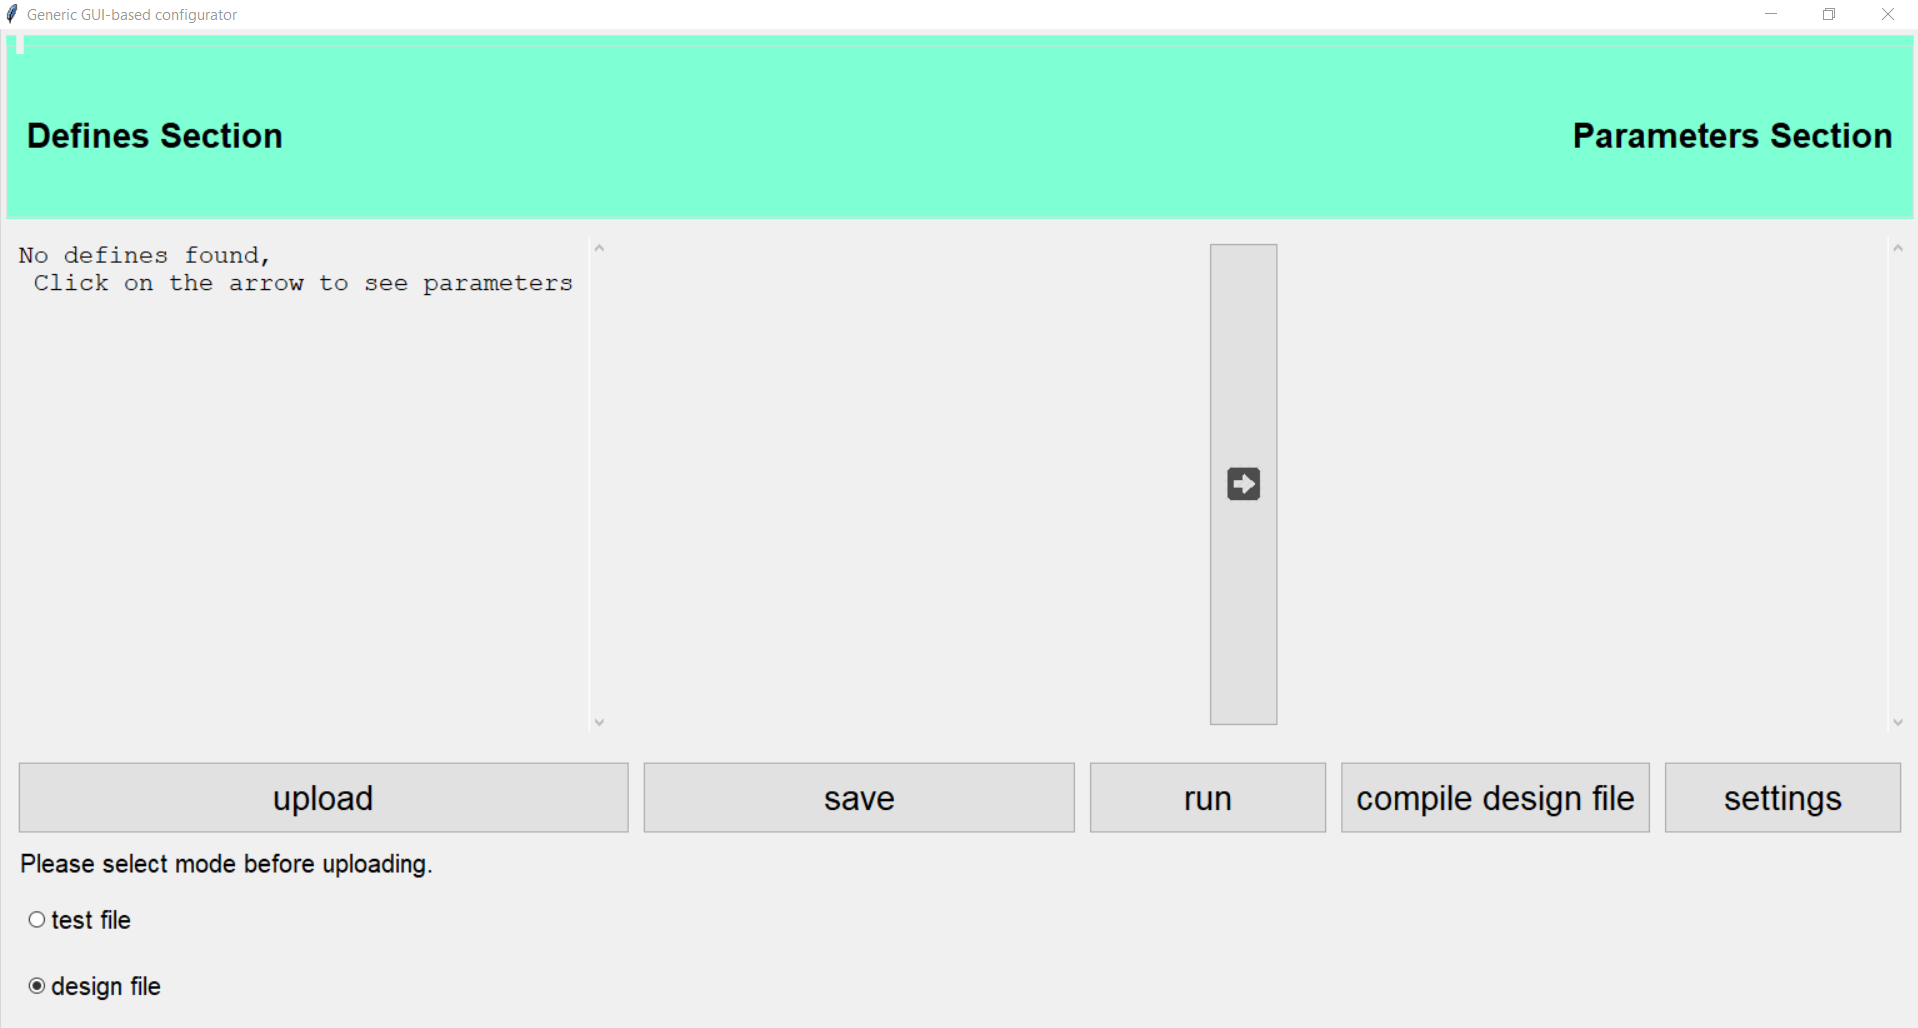 Generic GUI-based configurator
Defines Section
Parameters Section
No defines found,
Click on the arrow to see parameters
upload
save
run
compile design file
settings
Please select mode before uploading.
test file
design file